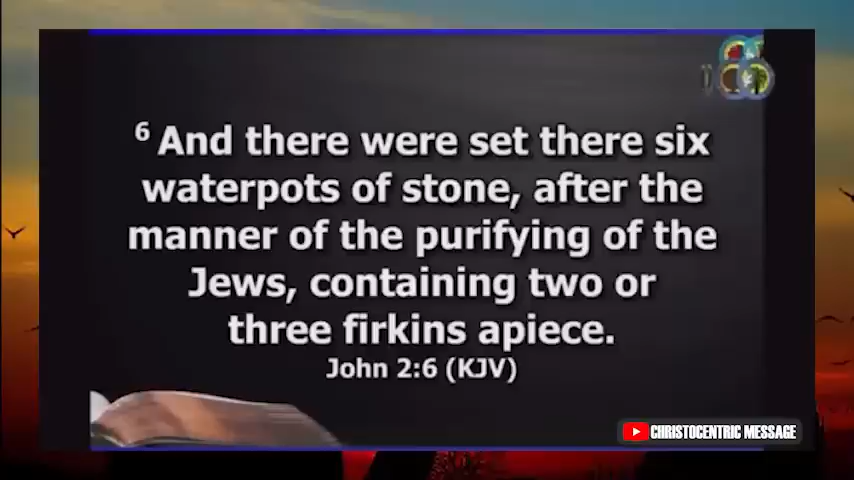 6 And there were set there six
waterpots of stone, after the
manner of the purifying of the
Jews, containing two or
three firkins apiece.
John 2:6 (KJV)
CHRISTOCENTRIC MESSAGE